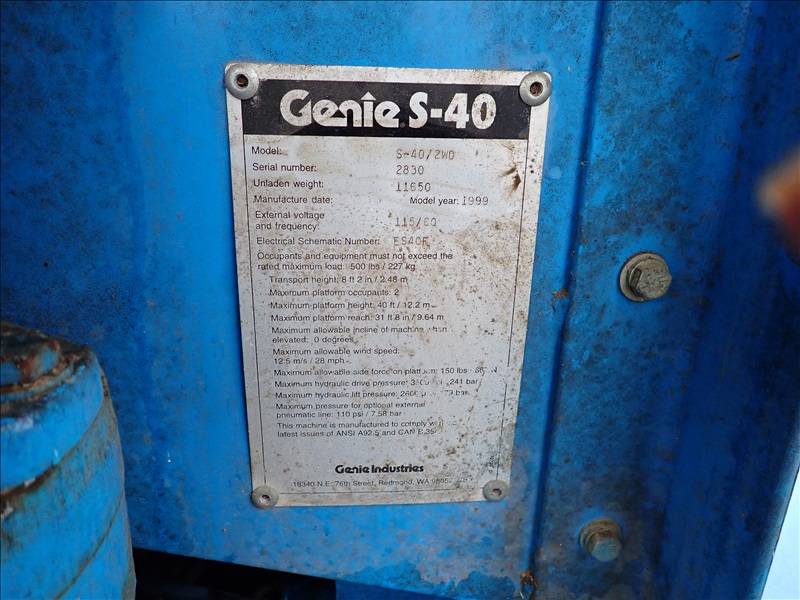 Genie S-40
Model: S-40/2WD
Serial number: 2830
Unladen weight: 11650
Manufacture date: Model year: 1999
External voltage
and frequency: 115/60
Electrical Schematic Number:
Occupants and equipment must not exceed the
rated maximum load: 500 lbs / 227 kg
Transport height: 8 ft 2 in / 2.48 m
Maximum platform occupants: 2
Maximum platform height: 40 ft / 12.2 m
Maximum platform reach: 31 ft 8 in / 9.64 m
Maximum allowable incline of machine
elevated: 0 degrees
Maximum allowable wind speed:
12.5 m/s / 28 mph
Maximum allowable side force on platform: 150 lbs
Maximum hydraulic drive pressure: 241 bar
Maximum hydraulic lift pressure: bar
Maximum pressure for optional external
pneumatic line: 110 psi / 7.58 bar
This machine is manufactured to comply
latest issues of ANSI A92.5 and CAN
Genie Industries
18340 N.E. 76th Street, Redmond, WA